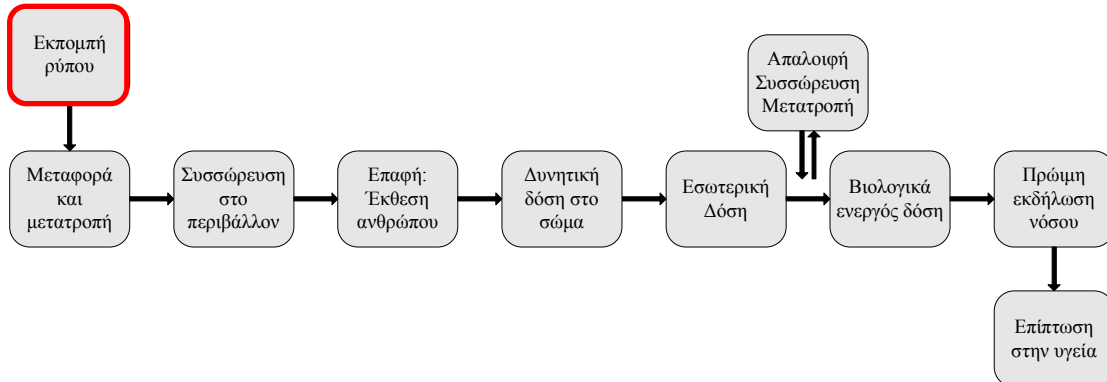 Εκπομπή
ρύπου
Απαλοιφή
Συσσώρευση
Μετατροπή
Μεταφορά
και
μετατροπή
Συσσώρευση
στο
περιβάλλον
Επαφή:
Έκθεση
ανθρώπου
Δυνητική
δόση στο
σώμα
Εσωτερική
Δόση
Βιολογικά
ενεργός δόση
Πρώιμη
εκδήλωση
νόσου
Επίπτωση
στην υγεία